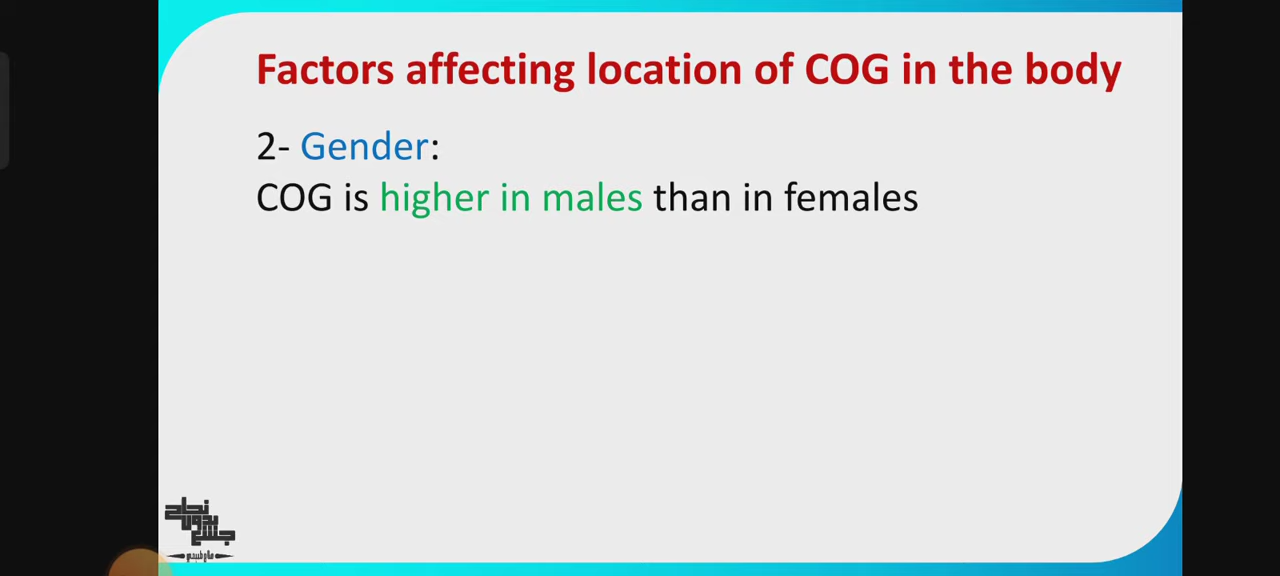 Factors affecting location of COG in the body
2- Gender:
COG is higher in males than in females